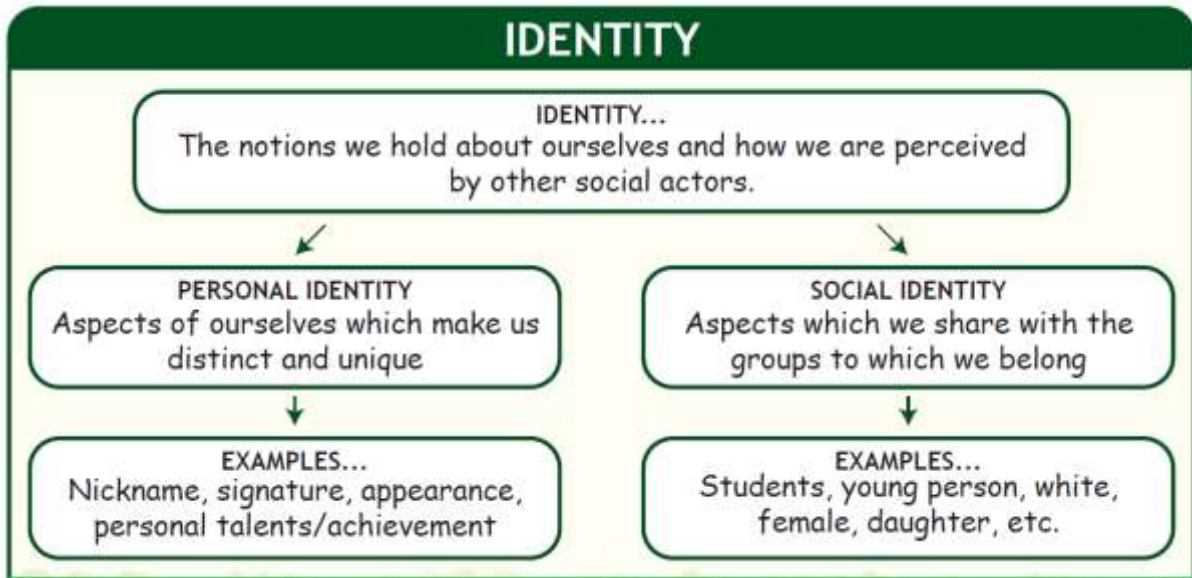 IDENTITY
IDENTITY...
The notions we hold about ourselves and how we are perceived
by other social actors.
PERSONAL IDENTITY
Aspects of ourselves which make us
distinct and unique
SOCIAL IDENTITY
Aspects which we share with the
groups to which we belong
EXAMPLES...
Nickname, signature, appearance,
personal talents/achievement
EXAMPLES...
Students, young person, white,
female, daughter, etc.